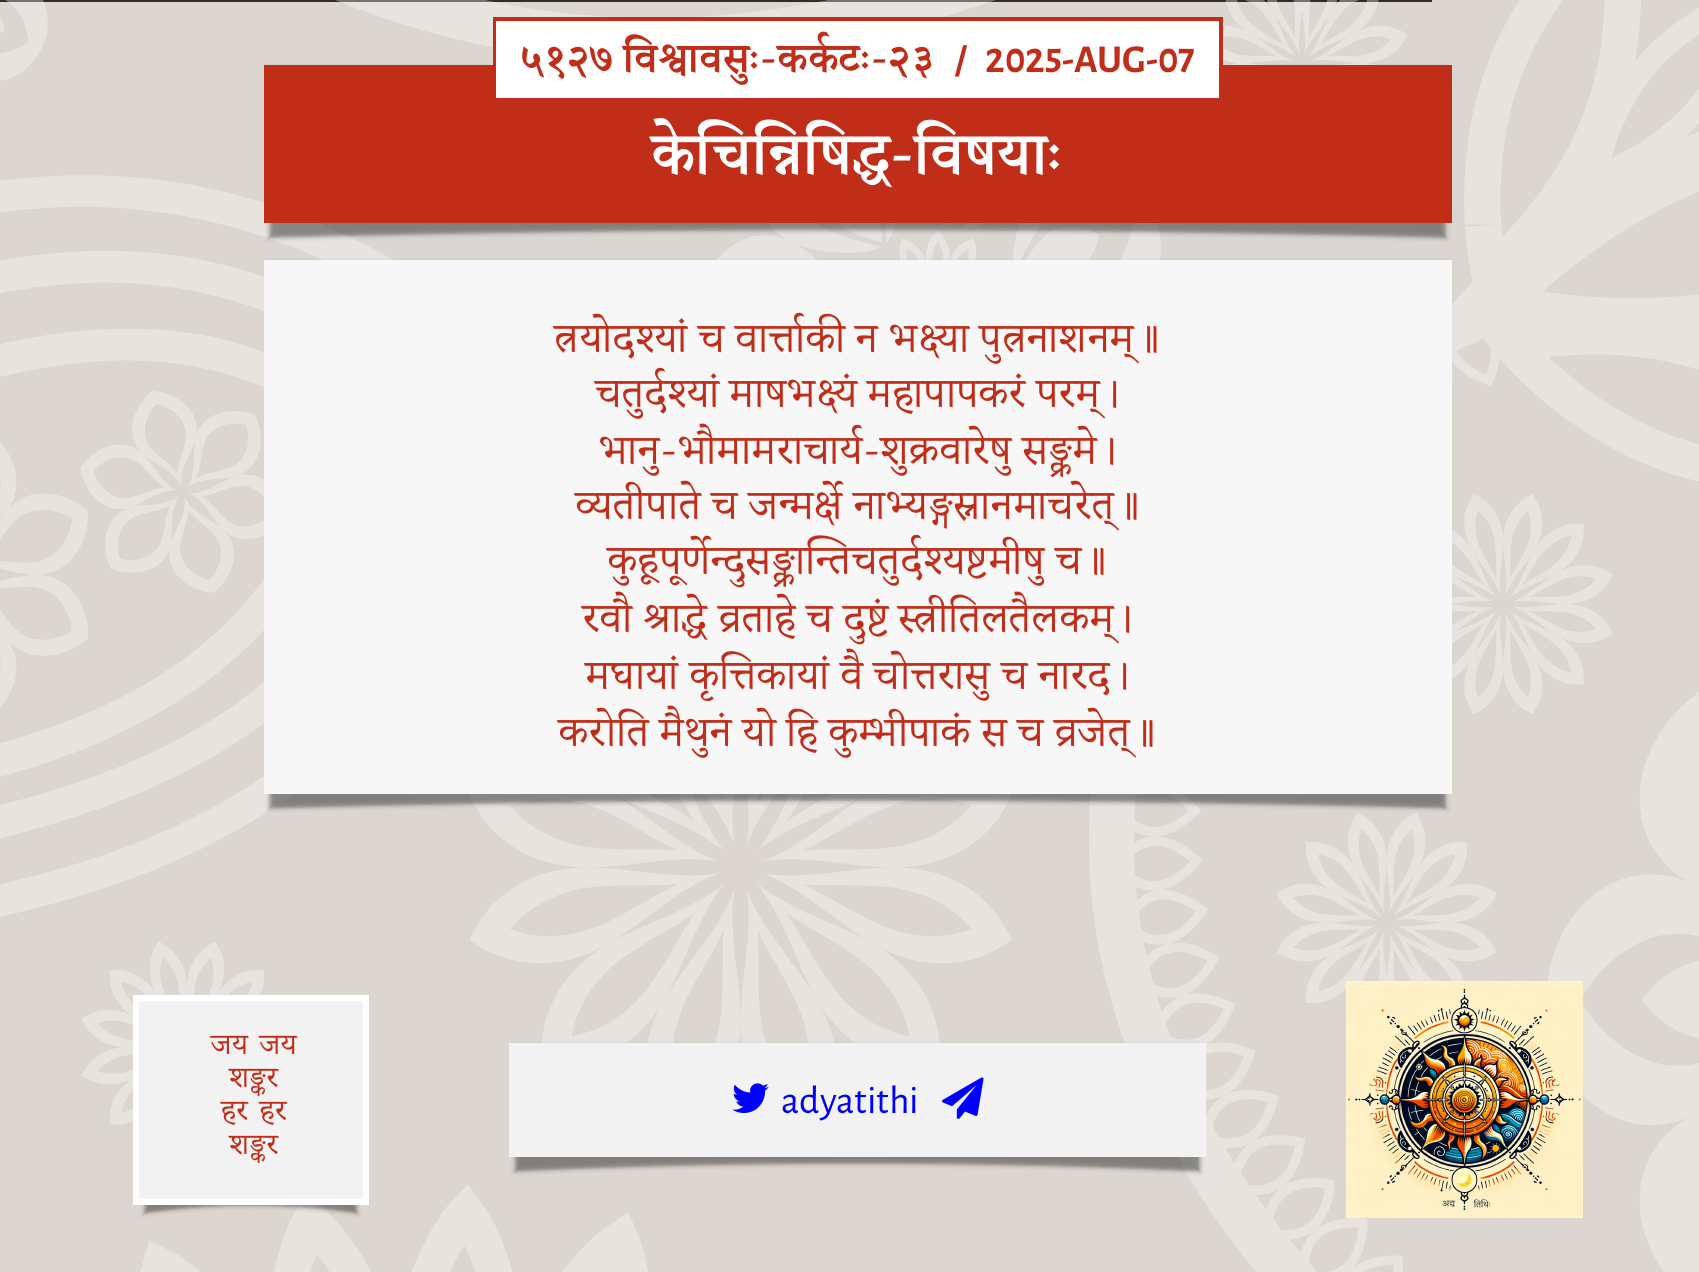 ५१२७ विश्वावसुः-कर्कटः-२३ / 2025-AUG-07
केचिन्निषिद्ध-विषयाः
त्रयोदश्यां च वार्त्ताकी न भक्ष्या पुत्रनाशनम्॥
चतुर्दश्यां माषभक्ष्यं महापापकरं परम्।
भानु-भौमामराचार्य-शुक्रवारेषु सङ्क्रमे।
व्यतीपाते च जन्मर्क्षे नाभ्यङ्गस्नानमाचरेत्॥
कुहूपूर्णेन्दुसङ्क्रान्तिचतुर्दश्यष्टमीषु च॥
रवौ श्राद्धे व्रताहे च दुष्टं स्त्रीतिलतैलकम्।
मघायां कृत्तिकायां वै चोत्तरासु च नारद।
करोति मैथुनं यो हि कुम्भीपाकं स च व्रजेत्॥
जय जय
शङ्कर
हर हर
शङ्कर
adyatithi
अद्य तिथिः